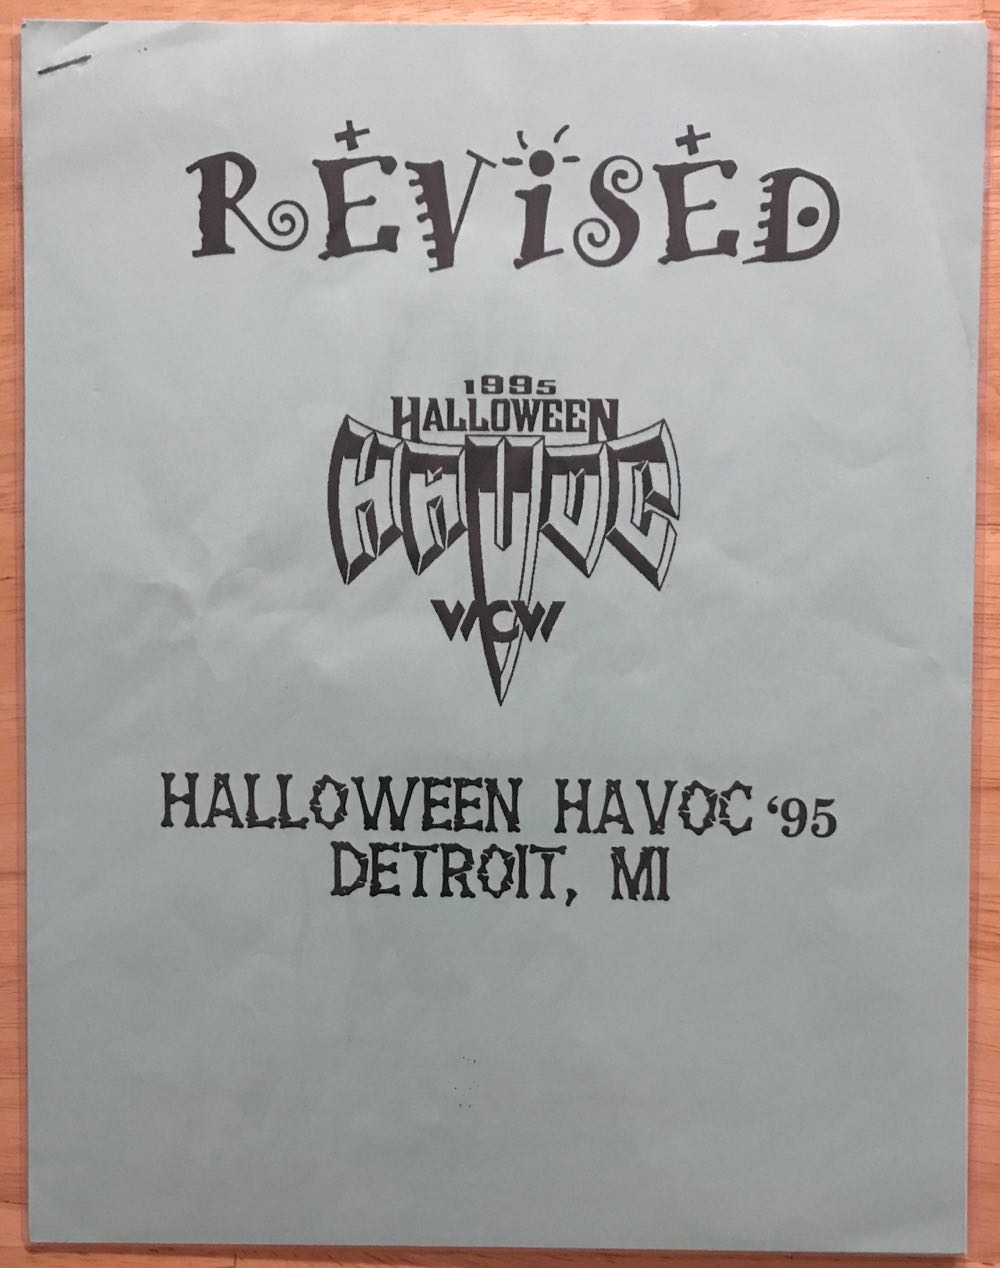 REViSED
1995
HALLOWEEN
HAVOC
WCW
HALLOWEEN HAVOC ‘95
DETROIT, MI